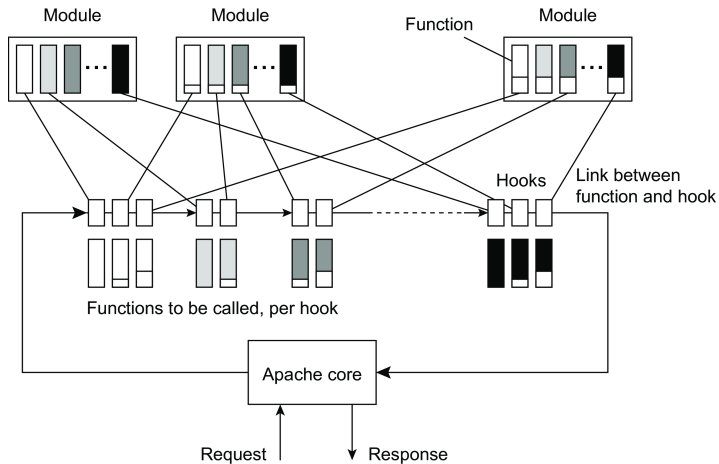 Module
Module
Module
Function
Hooks
Link between
function and hook
Functions to be called, per hook
Apache core
Request
Response